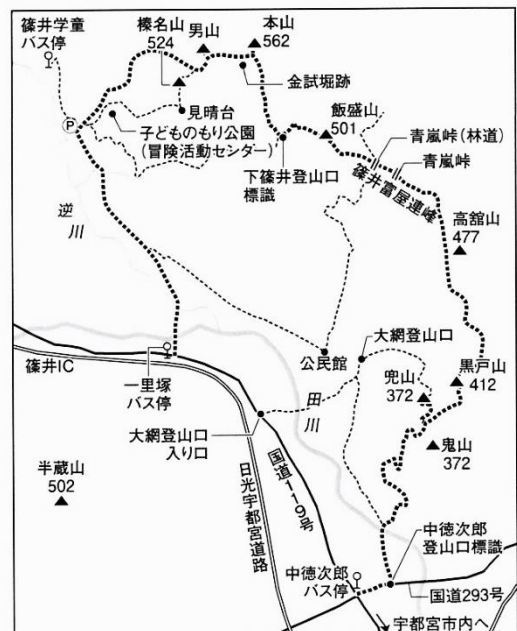 篠井学童
バス停
榛名山
524
男山
本山
562
金試堀跡
見晴台
子どものもり公園
(冒険活動センター)
飯盛山
501
下篠井登山口
標識
青嵐峠(林道)
青嵐峠
篠井富屋連峰
高舘山
477
P
逆川
公民館
大網登山口
兜山
372
黒戸山
412
鬼山
372
篠井IC
一里塚
バス停
大網登山口
入り口
田川
国道119号
日光宇都宮道路
半蔵山
502
中徳次郎
登山口標識
中徳次郎
バス停
国道293号
宇都宮市内へ